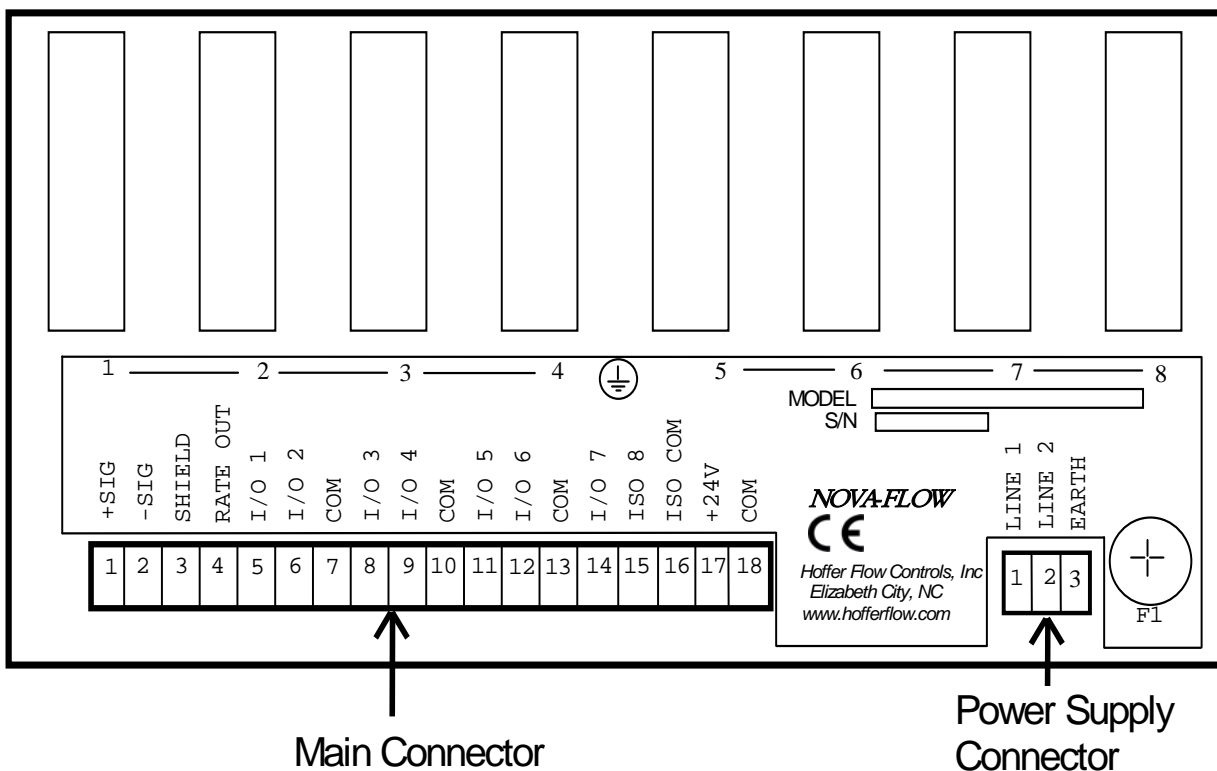 1 2 3 4 5 6 7 8
MODEL
S/N
+SIG
-SIG
SHIELD
RATE OUT
I/O 1
I/O 2
COM
I/O 3
I/O 4
COM
I/O 5
I/O 6
COM
I/O 7
ISO 8
ISO COM
+24V
COM
NOVA-FLOW
CE
Hoffer Flow Controls, Inc
Elizabeth City, NC
www.hofferflow.com
LINE 1
LINE 2
EARTH
1 2 3 4 5 6 7 8 9 10 11 12 13 14 15 16 17 18
1 2 3
F1
Main Connector
Power Supply
Connector